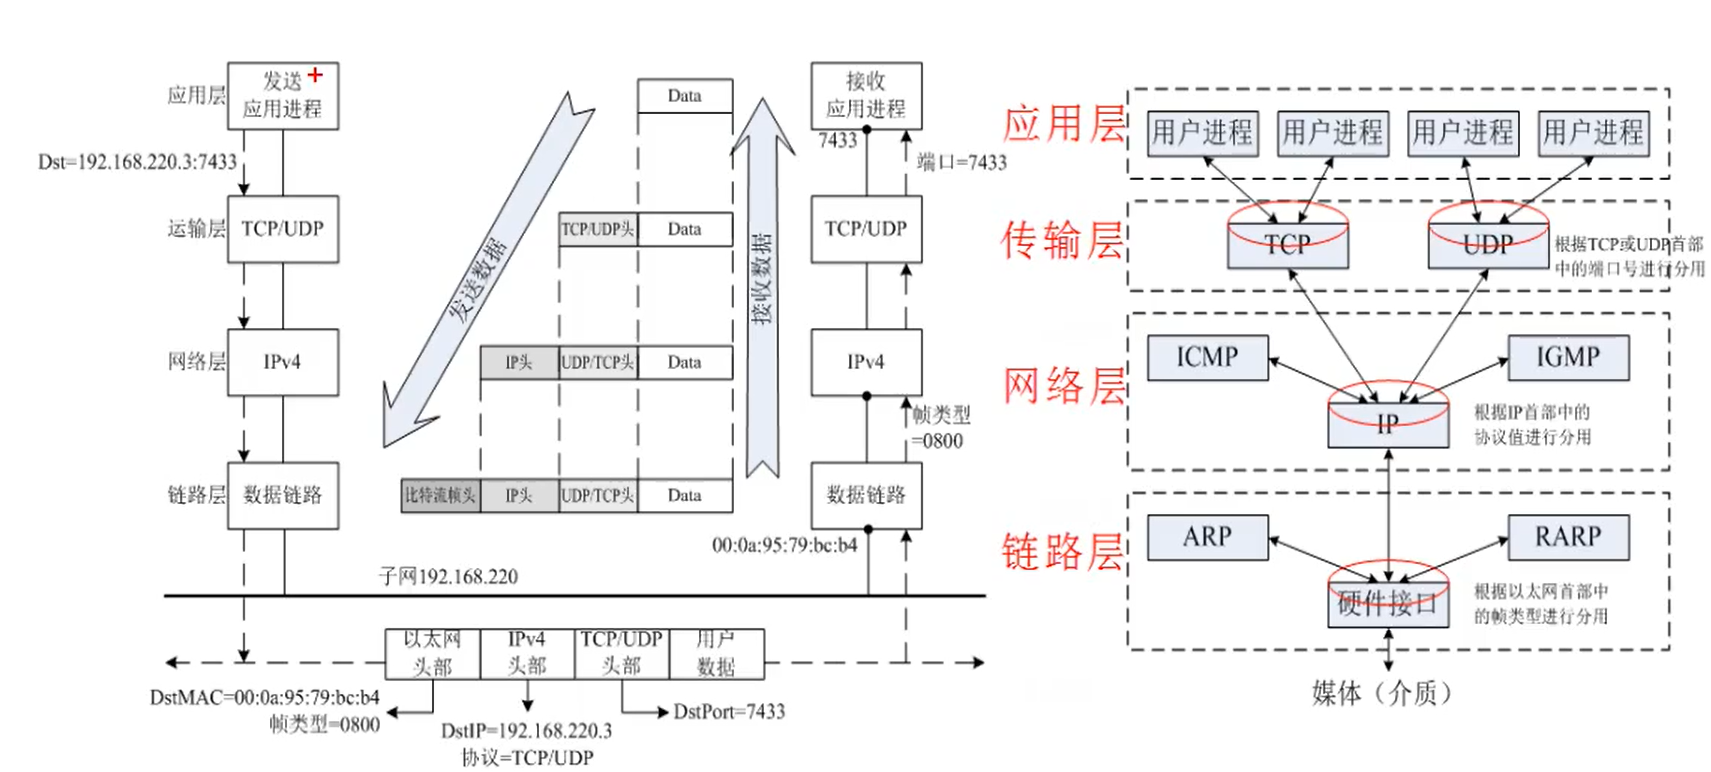 发送
应用进程
应用层
Dst=192.168.220.3:7433
运输层
TCP/UDP
网络层
IPv4
链路层
数据链路
发送数据
接收数据
Data
TCP/UDP头
Data
IP头
UDP/TCP头
Data
比特流帧头
IP头
UDP/TCP头
Data
接收
应用进程
7433
端口=7433
TCP/UDP
IPv4
帧类型
=0800
数据链路
00:0a:95:79:bc:b4
子网192.168.220
以太网
头部
IPv4
头部
TCP/UDP
头部
用户
数据
DstMAC=00:0a:95:79:bc:b4
帧类型=0800
DstIP=192.168.220.3
协议=TCP/UDP
DstPort=7433
应用层
用户进程
用户进程
用户进程
用户进程
传输层
TCP
UDP
根据TCP或UDP首部
中的端口号进行分用
网络层
ICMP
IGMP
IP
根据IP首部中的
协议值进行分用
链路层
ARP
RARP
硬件接口
根据以太网首部中
的帧类型进行分用
媒体（介质）